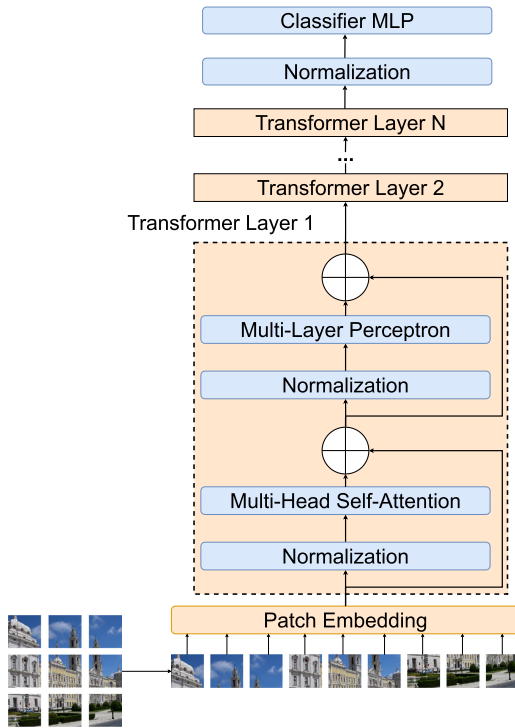 Classifier MLP
Normalization
Transformer Layer N
...
Transformer Layer 2
Transformer Layer 1
Multi-Layer Perceptron
Normalization
Multi-Head Self-Attention
Normalization
Patch Embedding